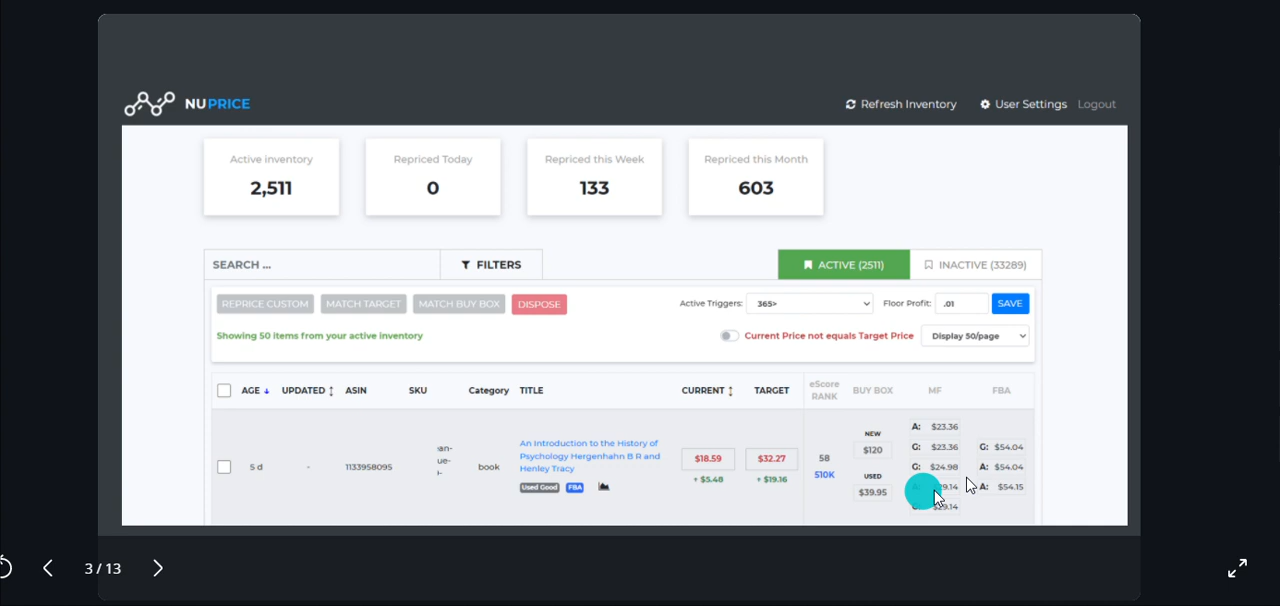 NUPRICE
Refresh Inventory User Settings Logout
Active inventory Repriced Today Repriced this Week Repriced this Month
2,511 0 133 603
SEARCH ... FILTERS ACTIVE (2511) INACTIVE (33289)
REPRICE CUSTOM MATCH TARGET MATCH BUY BOX DISPOSE Active Triggers: 365> Floor Profit: .01 SAVE
Showing 50 items from your active inventory Current Price not equals Target Price Display 50/page
AGE UPDATED ASIN SKU Category TITLE CURRENT TARGET eScore RANK BUY BOX MF FBA
5 d - 1133958095
an-
ue-
book
An Introduction to the History of
Psychology Hergenhahn B R and
Henley Tracy
Used Good FBA
$18.59 $32.27
+ $5.48 + $19.16
58
510K
NEW
$120
USED
$39.95
A: $23.36
G: $23.36
G: $24.98
$29.14
G: $54.04
A: $54.04
A: $54.15
3 / 13